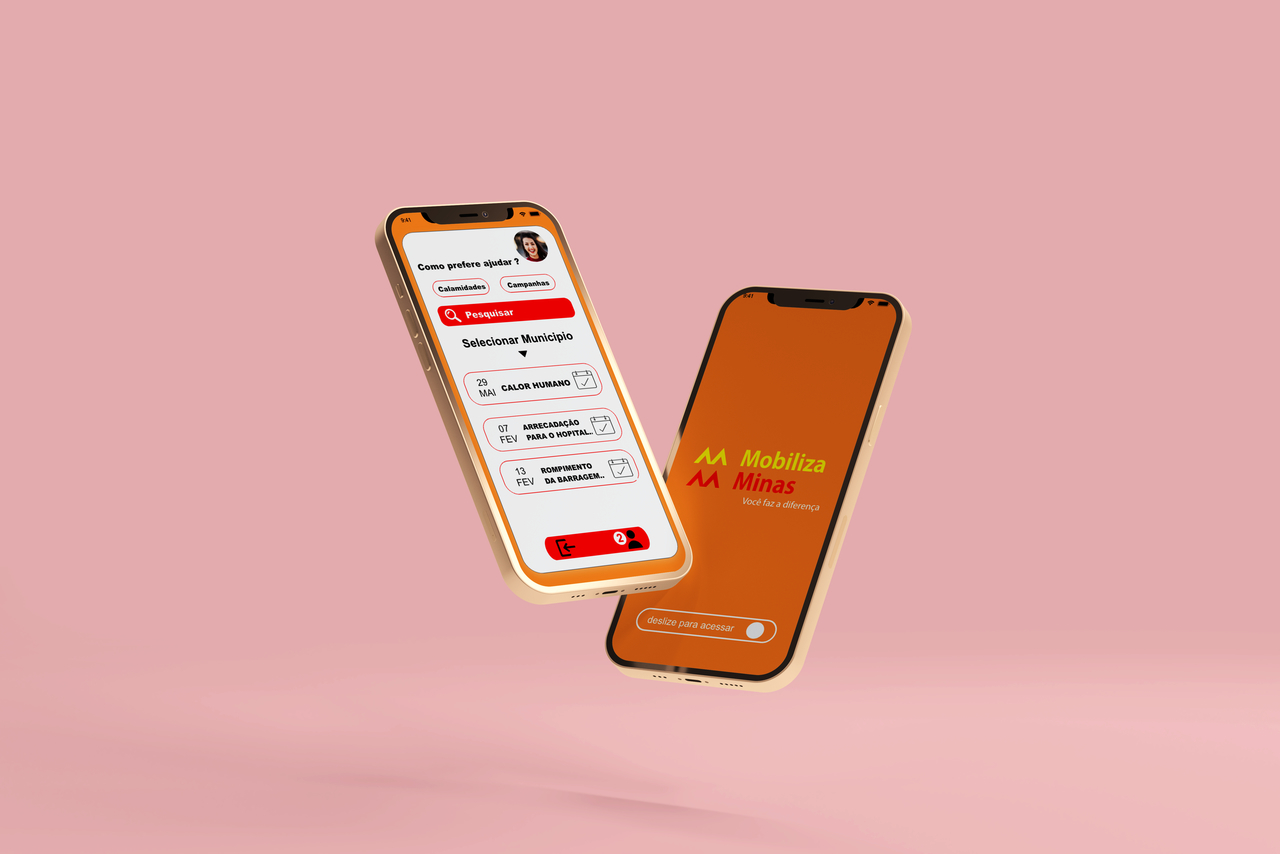 9:41
Como prefere ajudar ?
Calamidades
Campanhas
Pesquisar
Selecionar Municipio
29
MAI
CALOR HUMANO
07
FEV
ARRECADAÇÃO
PARA O HOPITAL..
13
FEV
ROMPIMENTO
DA BARRAGEM..
2
9:41
Mobiliza
Minas
Você faz a diferença
deslize para acessar